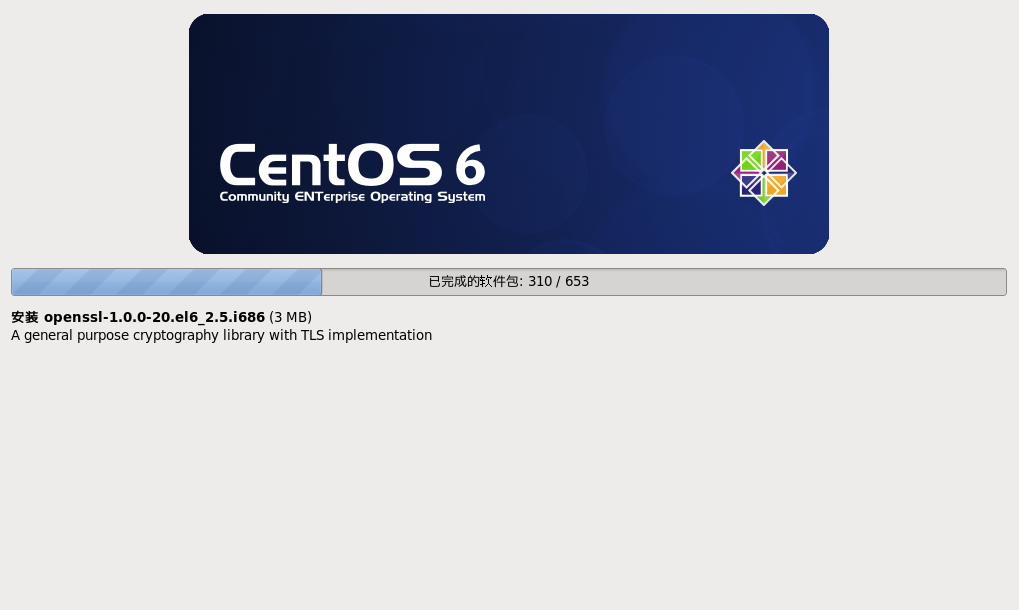 CentOS 6
Community ENTerprise Operating System
已完成的软件包: 310 / 653
安装 openssl-1.0.0-20.el6_2.5.i686 (3 MB)
A general purpose cryptography library with TLS implementation